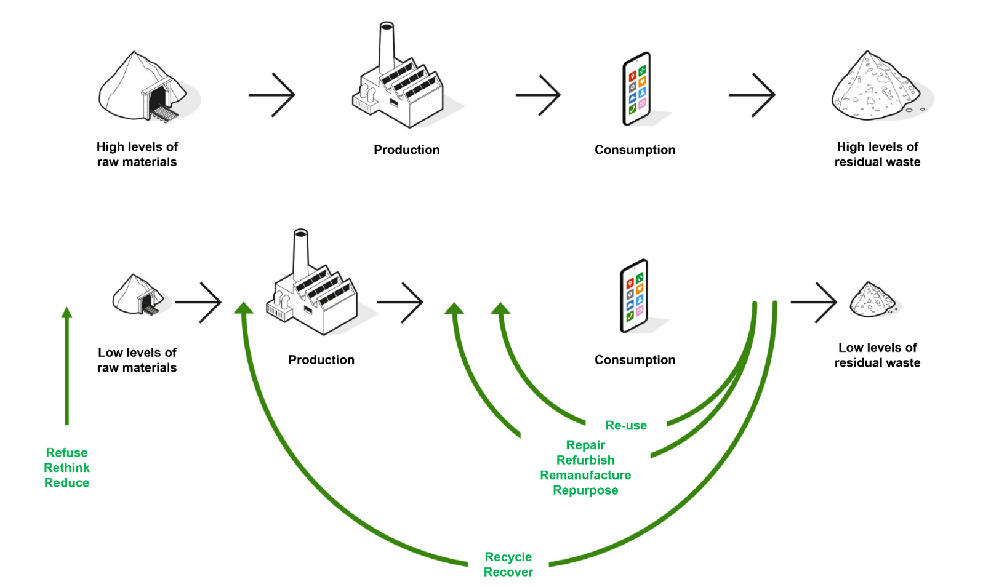 High levels of
raw materials
Production
Consumption
High levels of
residual waste
Low levels of
raw materials
Production
Consumption
Low levels of
residual waste
Refuse
Rethink
Reduce
Re-use
Repair
Refurbish
Remanufacture
Repurpose
Recycle
Recover